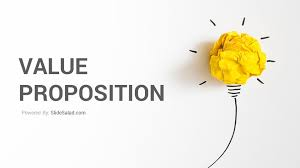 VALUE
PROPOSITION
Powered By: SlideSalad.com